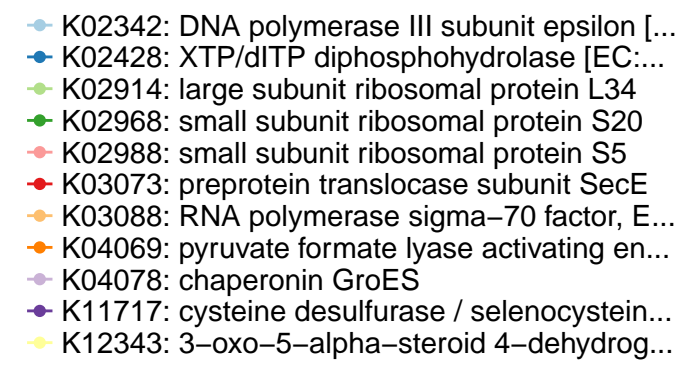 K02342: DNA polymerase III subunit epsilon [...
K02428: XTP/dITP diphosphohydrolase [EC:...
K02914: large subunit ribosomal protein L34
K02968: small subunit ribosomal protein S20
K02988: small subunit ribosomal protein S5
K03073: preprotein translocase subunit SecE
K03088: RNA polymerase sigma−70 factor, E...
K04069: pyruvate formate lyase activating en...
K04078: chaperonin GroES
K11717: cysteine desulfurase / selenocystein...
K12343: 3−oxo−5−alpha−steroid 4−dehydrog...